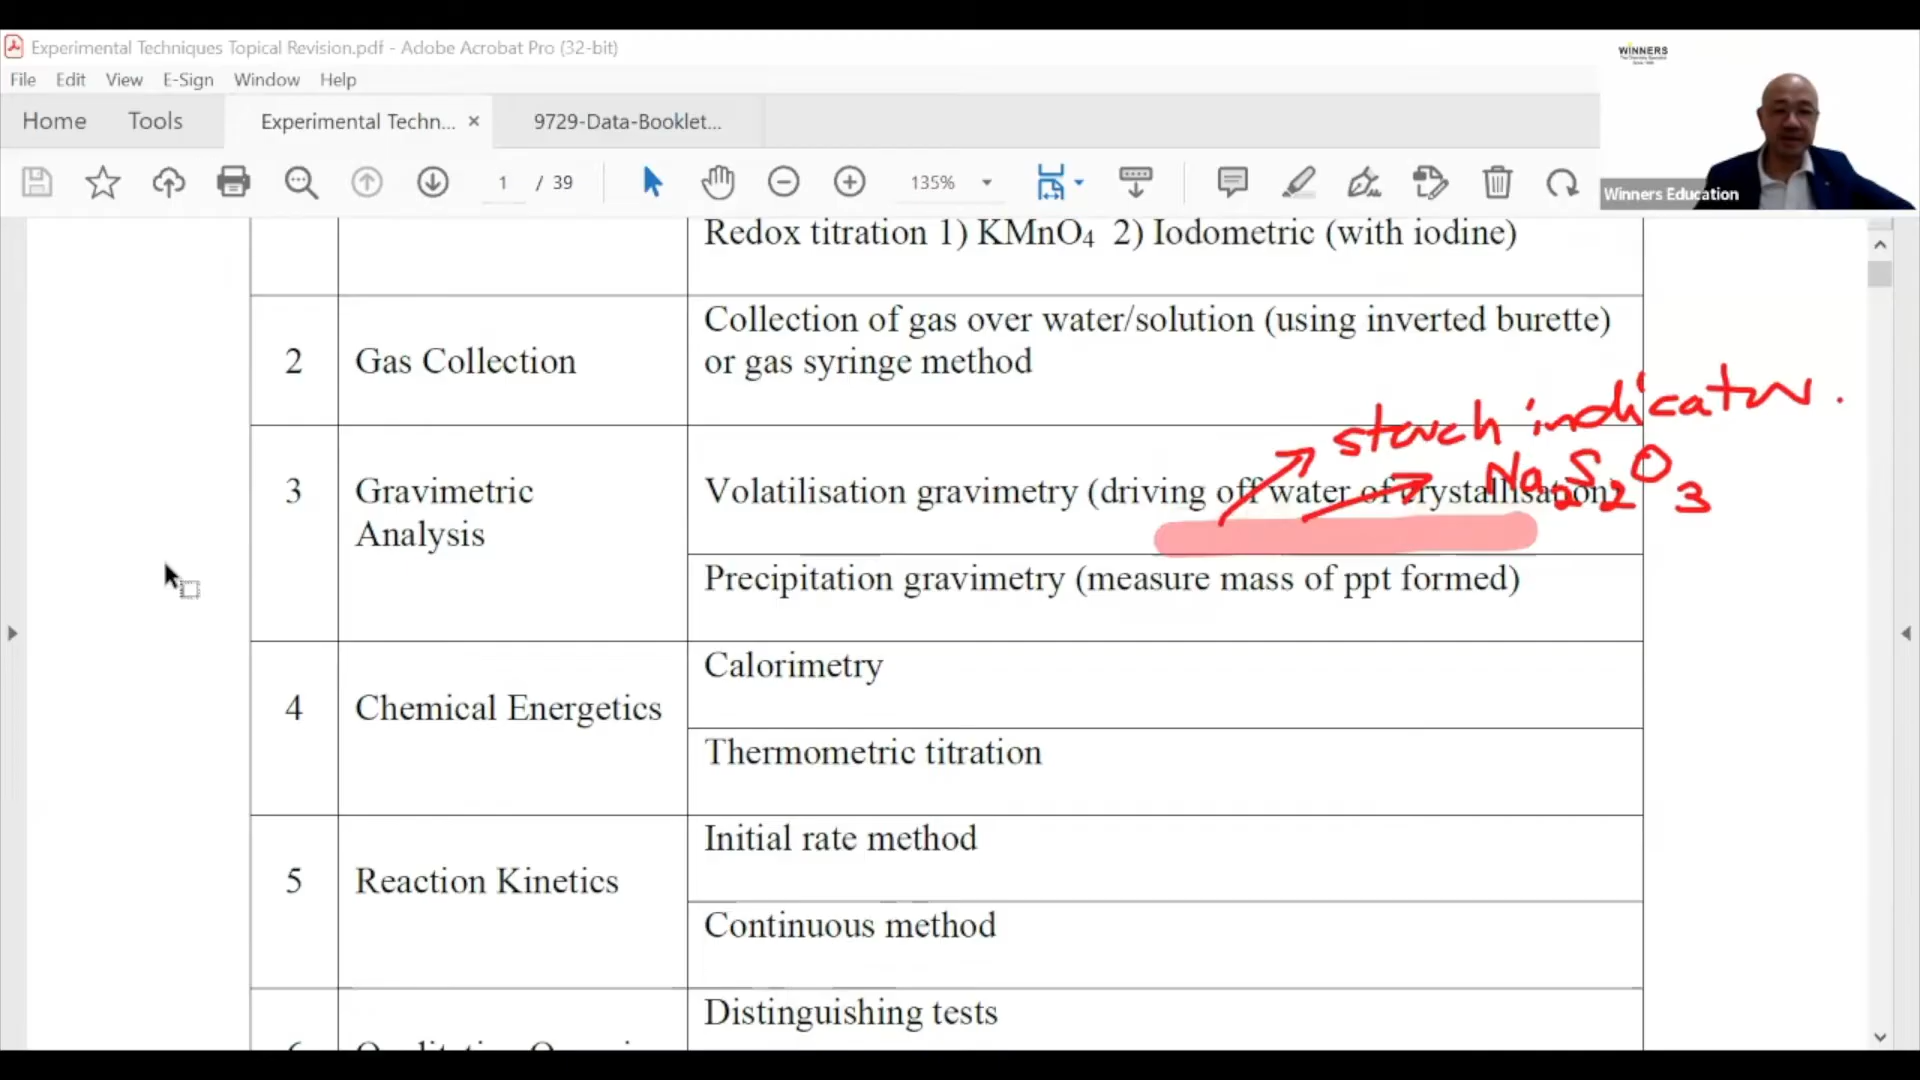 Experimental Techniques Topical Revision.pdf - Adobe Acrobat Pro (32-bit)
WINNERS
File Edit View E-Sign Window Help
Home Tools Experimental Techn... × 9729-Data-Booklet...
1 / 39 135%
Winners Education
Redox titration 1) KMnO4 2) Iodometric (with iodine)
Collection of gas over water/solution (using inverted burette)
2 Gas Collection or gas syringe method
starch indicator.
Na2S2O3
3 Gravimetric Volatilisation gravimetry (driving off water of crystallisation)
Analysis
Precipitation gravimetry (measure mass of ppt formed)
Calorimetry
4 Chemical Energetics
Thermometric titration
Initial rate method
5 Reaction Kinetics
Continuous method
Distinguishing tests